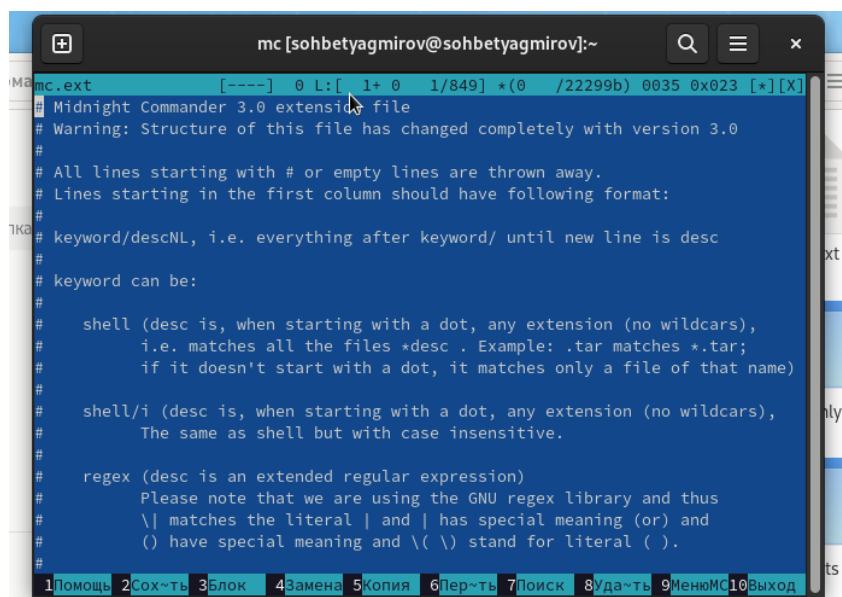 mc [sohbetyagmirov@sohbetyagmirov]:~
mc.ext [----] 0 L:[ 1+ 0 1/849] *(0 /22299b) 0035 0x023 [*][X]
# Midnight Commander 3.0 extension file
# Warning: Structure of this file has changed completely with version 3.0
#
# All lines starting with # or empty lines are thrown away.
# Lines starting in the first column should have following format:
#
# keyword/descNL, i.e. everything after keyword/ until new line is desc
#
# keyword can be:
#
# shell (desc is, when starting with a dot, any extension (no wildcars),
# i.e. matches all the files *desc . Example: .tar matches *.tar;
# if it doesn't start with a dot, it matches only a file of that name)
#
# shell/i (desc is, when starting with a dot, any extension (no wildcars),
# The same as shell but with case insensitive.
#
# regex (desc is an extended regular expression)
# Please note that we are using the GNU regex library and thus
# \| matches the literal | and | has special meaning (or) and
# () have special meaning and \( \) stand for literal ( ).
#
1Помощь 2Сох~ть 3Блок 4Замена 5Копия 6Пер~ть 7Поиск 8Уда~ть 9МенюMC 10Выход